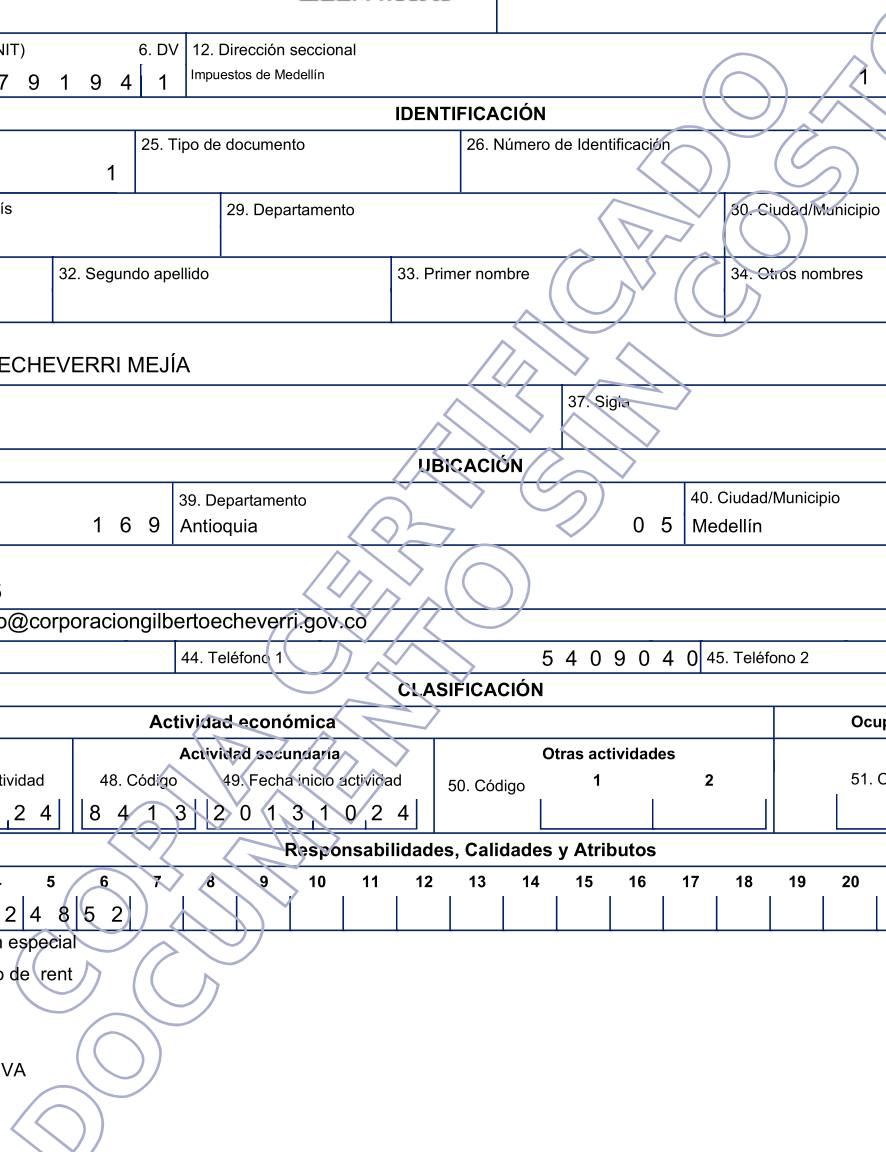 NIT) 6. DV 12. Dirección seccional
7 9 1 9 4 1 Impuestos de Medellín 1
IDENTIFICACIÓN
25. Tipo de documento 26. Número de Identificación
1
ís 29. Departamento 30. Ciudad/Municipio
32. Segundo apellido 33. Primer nombre 34. Otros nombres
ECHEVERRI MEJÍA
37. Sigla
UBICACIÓN
39. Departamento 40. Ciudad/Municipio
1 6 9 Antioquia 0 5 Medellín
o@corporaciongilbertoecheverri.gov.co
44. Teléfono 1 5 4 0 9 0 4 0 45. Teléfono 2
CLASIFICACIÓN
Actividad económica Ocup
Actividad secundaria Otras actividades
tividad 48. Código 49. Fecha inicio actividad 50. Código 1 2 51. C
2 4 8 4 1 3 2 0 1 3 1 0 2 4
Responsabilidades, Calidades y Atributos
5 6 7 8 9 10 11 12 13 14 15 16 17 18 19 20
2 4 8 5 2
n especial
o de rent
VA
COPIA CERTIFICADO
DOCUMENTO SIN COSTO